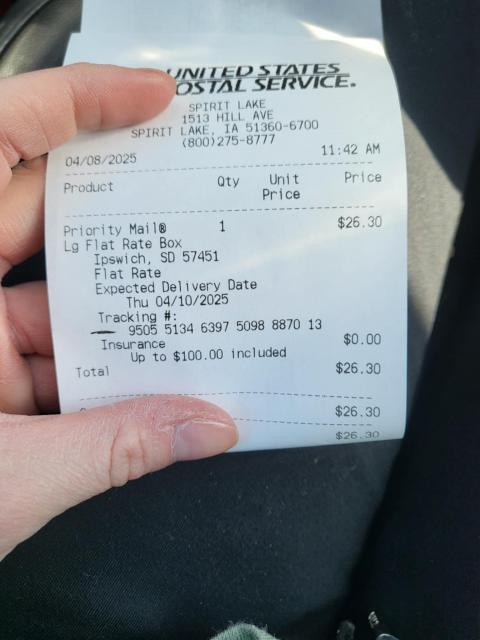 UNITED STATES
POSTAL SERVICE.
SPIRIT LAKE
1513 HILL AVE
SPIRIT LAKE, IA 51360-6700
(800)275-8777
04/08/2025 11:42 AM
Product Qty Unit Price Price
Priority Mail® 1 $26.30
Lg Flat Rate Box
Ipswich, SD 57451
Flat Rate
Expected Delivery Date
Thu 04/10/2025
Tracking #:
9505 5134 6397 5098 8870 13
Insurance $0.00
Up to $100.00 included
Total $26.30
$26.30
$26.30